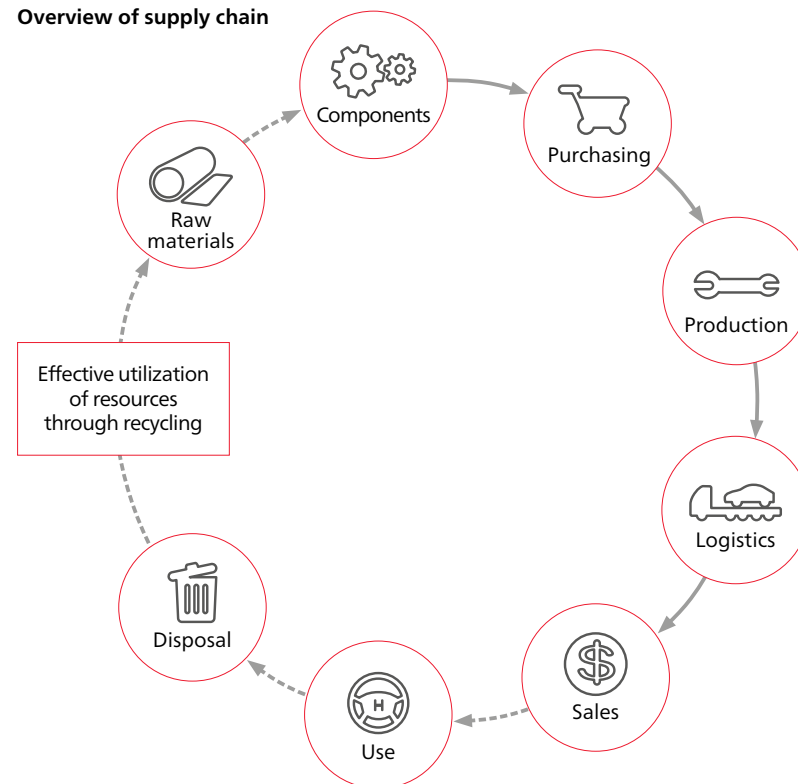 Overview of supply chain
Components
Purchasing
Production
Logistics
Sales
H
Use
Disposal
Effective utilization
of resources
through recycling
Raw
materials